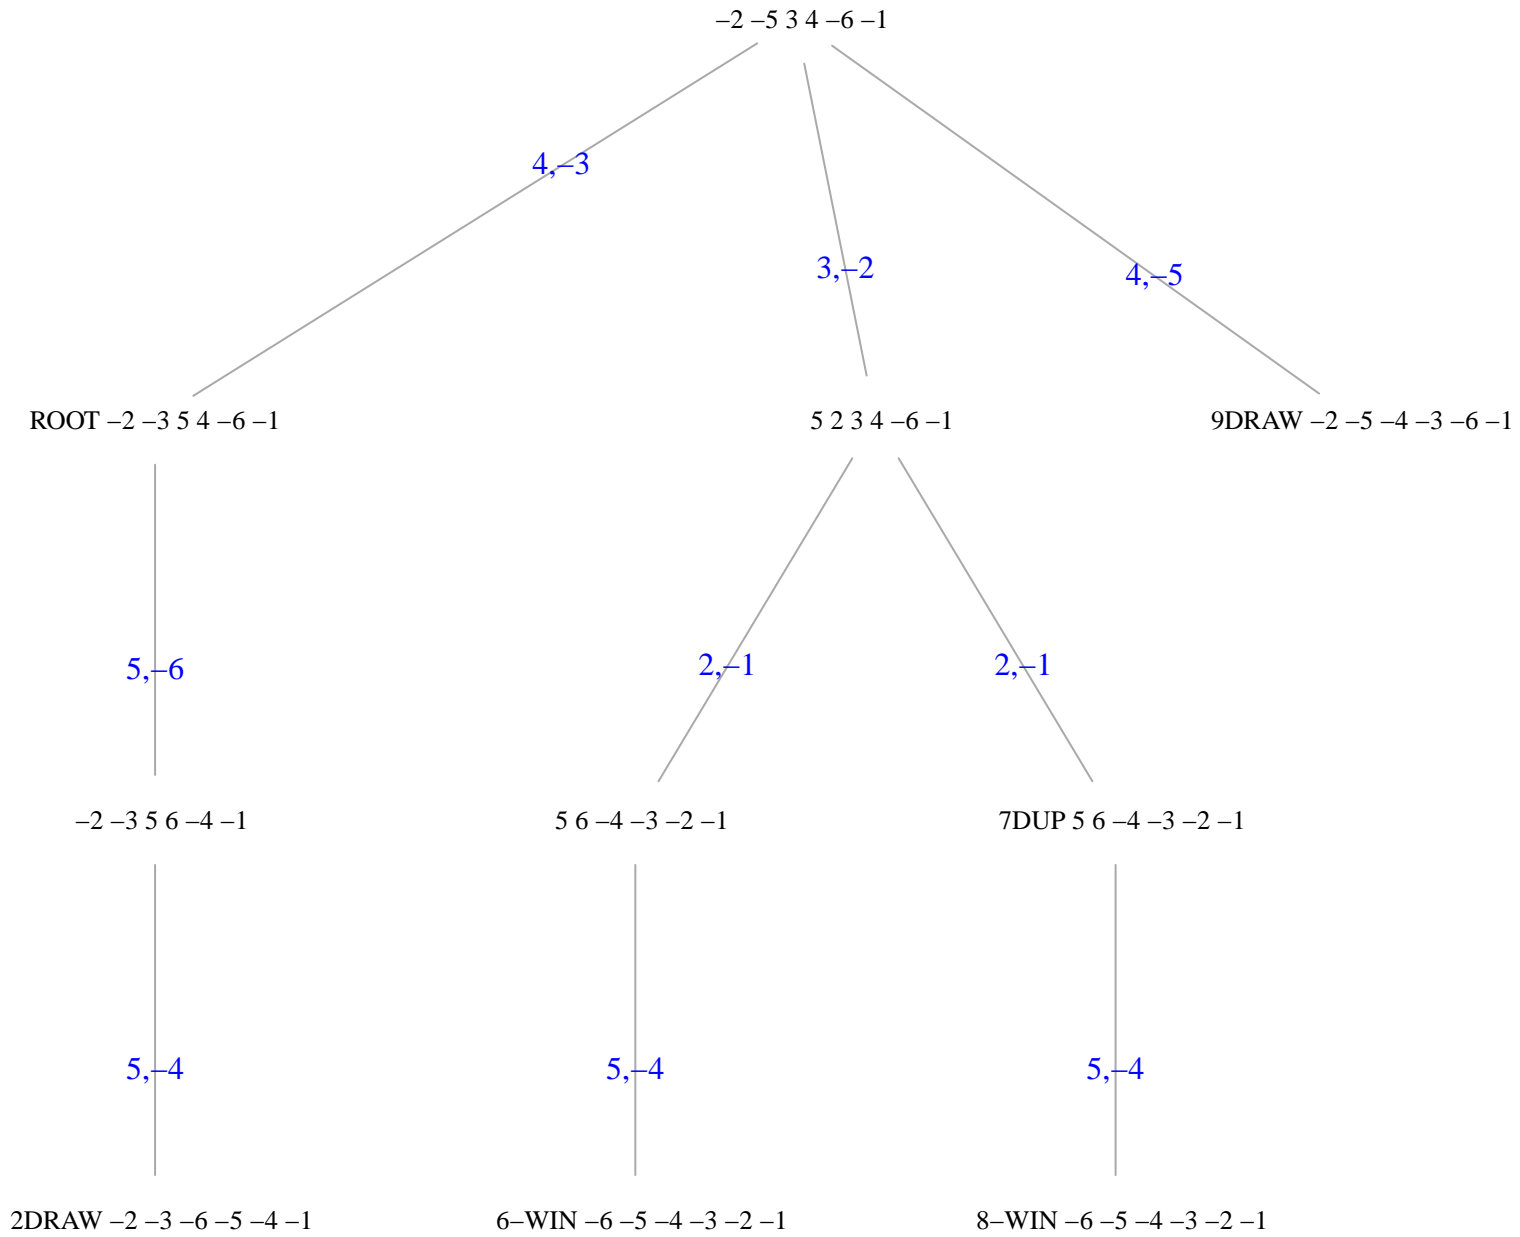 –2 –5 3 4 –6 –1
4,–3
3,–2
4,–5
ROOT –2 –3 5 4 –6 –1
5 2 3 4 –6 –1
9DRAW –2 –5 –4 –3 –6 –1
5,–6
2,–1
2,–1
–2 –3 5 6 –4 –1
5 6 –4 –3 –2 –1
7DUP 5 6 –4 –3 –2 –1
5,–4
5,–4
5,–4
2DRAW –2 –3 –6 –5 –4 –1
6–WIN –6 –5 –4 –3 –2 –1
8–WIN –6 –5 –4 –3 –2 –1